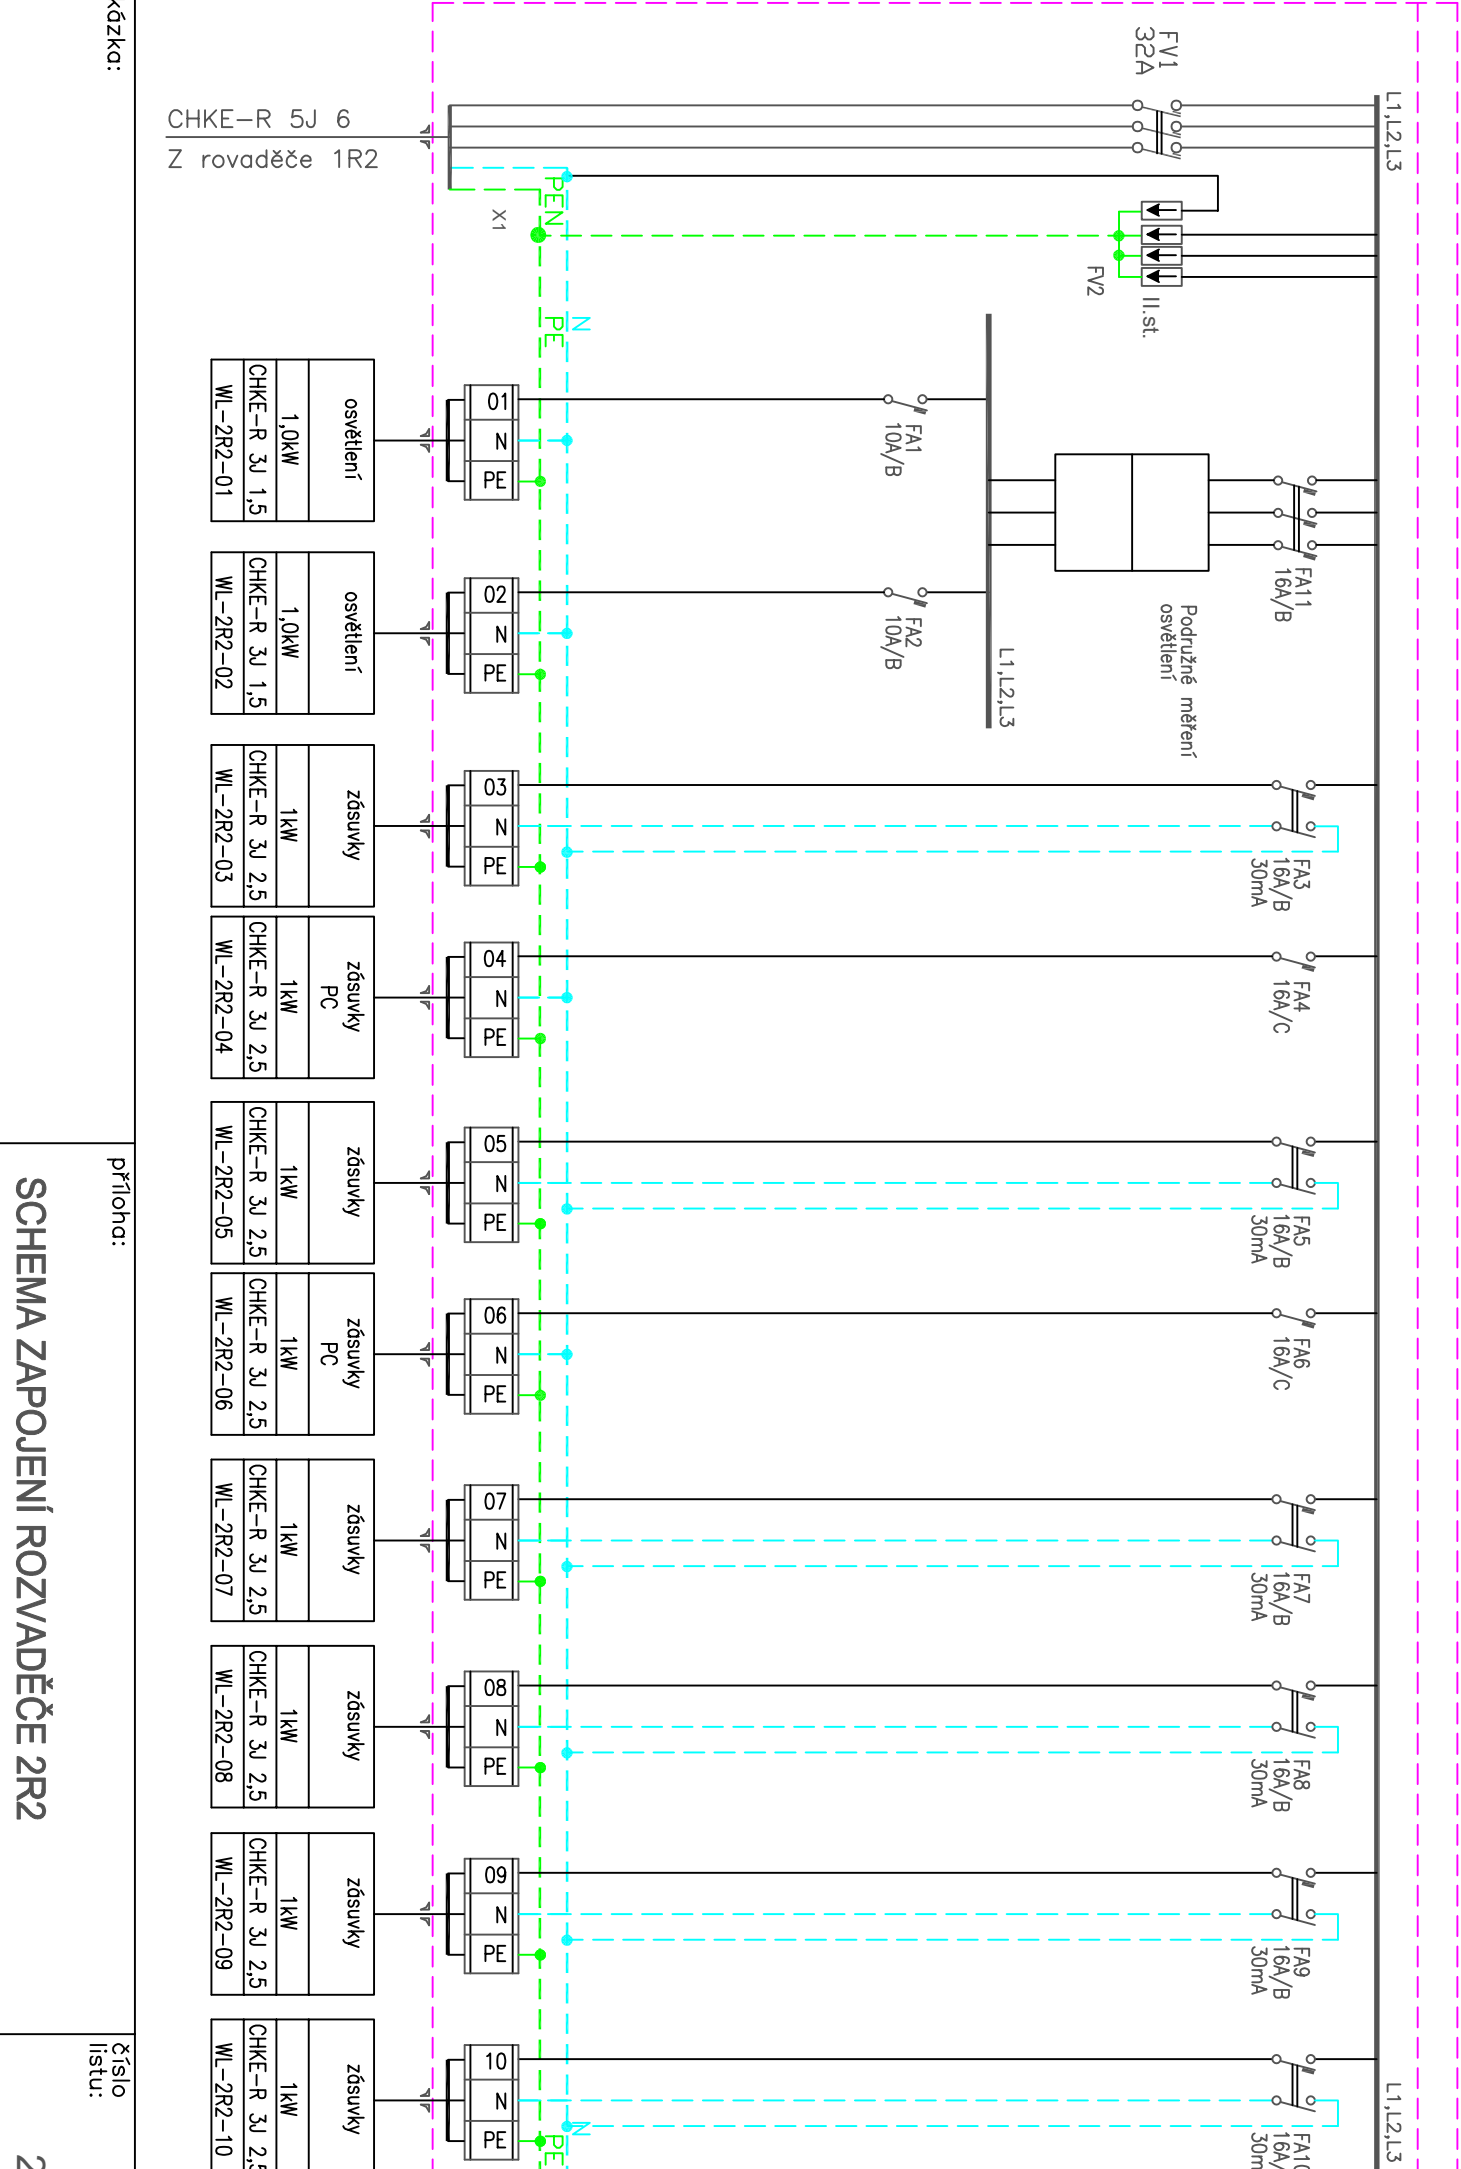 L1,L2,L3
L1,L2,L3
FV1
32A
II.st.
FV2
FA11
16A/B
Podružné měření
osvětlení
L1,L2,L3
FA1
10A/B
FA2
10A/B
FA3
16A/B
30mA
FA4
16A/C
FA5
16A/B
30mA
FA6
16A/C
FA7
16A/B
30mA
FA8
16A/B
30mA
FA9
16A/B
30mA
FA10
PEN
N
PE
N
PE
X1
CHKE-R 5J 6
Z rovaděče 1R2
01
N
PE
02
N
PE
03
N
PE
04
N
PE
05
N
PE
06
N
PE
07
N
PE
08
N
PE
09
N
PE
10
N
PE
osvětlení
1,0kW
CHKE-R 3J 1,5
WL-2R2-01
osvětlení
1,0kW
CHKE-R 3J 1,5
WL-2R2-02
zásuvky
1kW
CHKE-R 3J 2,5
WL-2R2-03
zásuvky
PC
1kW
CHKE-R 3J 2,5
WL-2R2-04
zásuvky
1kW
CHKE-R 3J 2,5
WL-2R2-05
zásuvky
PC
1kW
CHKE-R 3J 2,5
WL-2R2-06
zásuvky
1kW
CHKE-R 3J 2,5
WL-2R2-07
zásuvky
1kW
CHKE-R 3J 2,5
WL-2R2-08
zásuvky
1kW
CHKE-R 3J 2,5
WL-2R2-09
zásuvky
1kW
CHKE-R 3J 2,5
WL-2R2-10
příloha:
SCHEMA ZAPOJENÍ ROZVADĚČE 2R2
číslo
listu: